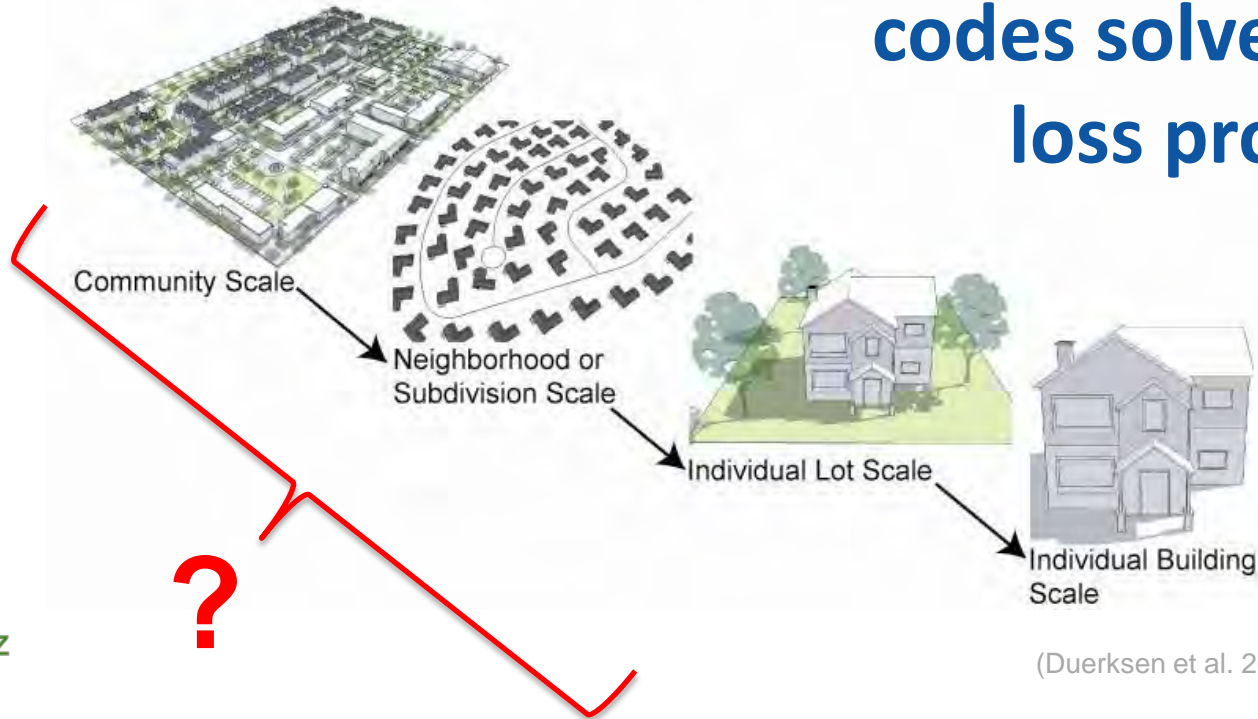 codes solve
loss pro
Community Scale
Neighborhood or
Subdivision Scale
Individual Lot Scale
Individual Building
Scale
?
z
(Duerksen et al. 2